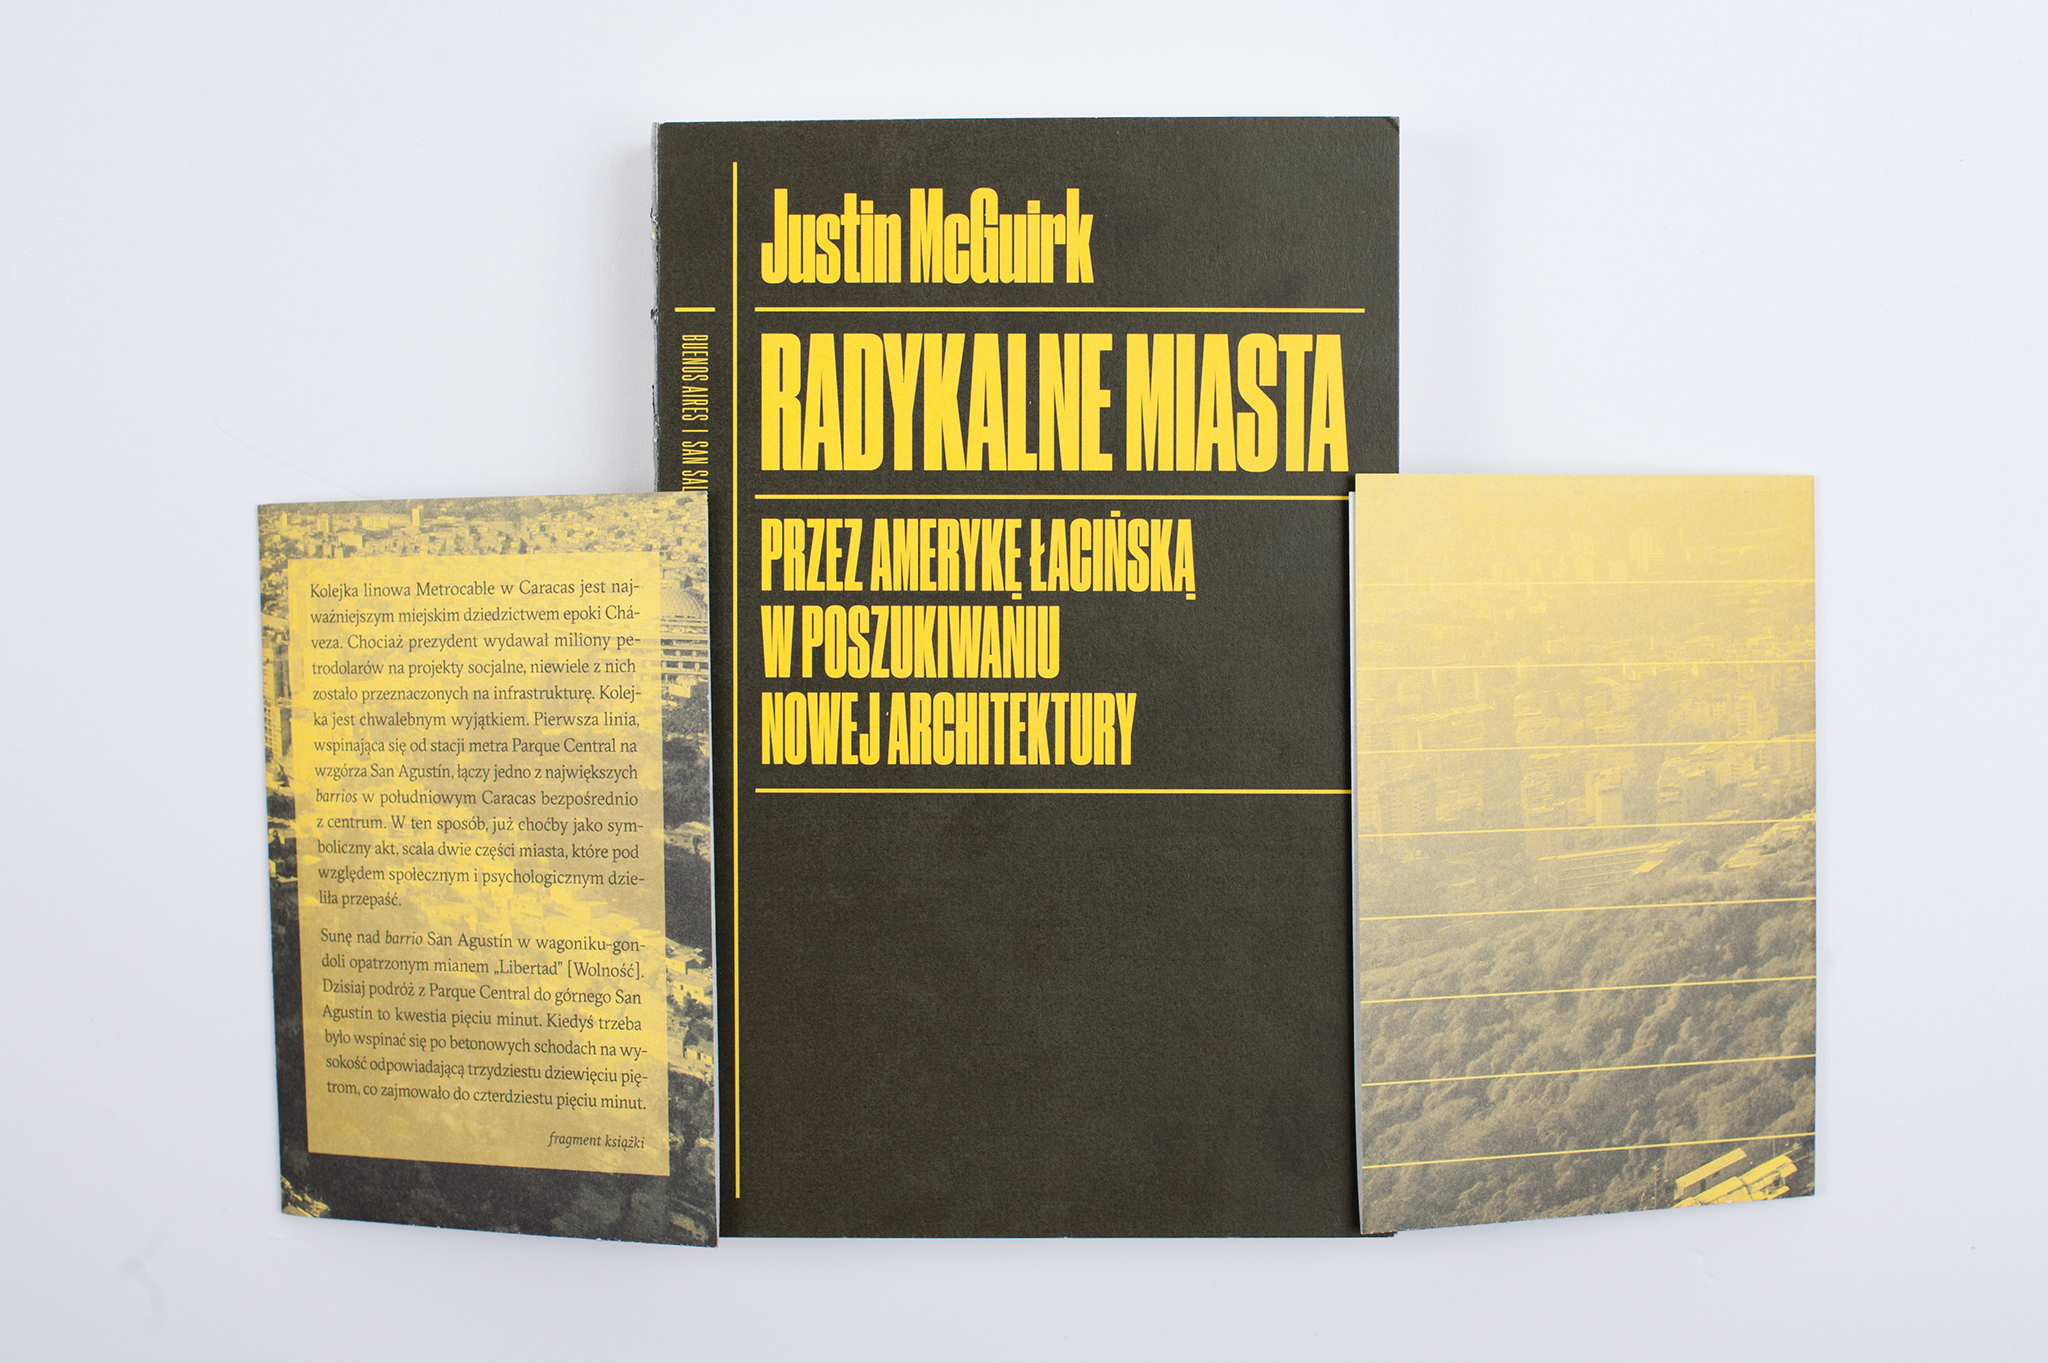 Justin McGuirk
RADYKALNE MIASTA
PRZEZ AMERYKĘ ŁACIŃSKĄ
W POSZUKIWANIU
NOWEJ ARCHITEKTURY
BUENOS AIRES | SAN
Kolejka linowa Metrocable w Caracas jest naj-
ważniejszym miejskim dziedzictwem epoki Chá-
veza. Chociaż prezydent wydawał miliony pe-
trodolarów na projekty socjalne, niewiele z nich
zostało przeznaczonych na infrastrukturę. Kolej-
ka jest chwalebnym wyjątkiem. Pierwsza linia,
wspinająca się od stacji metra Parque Central na
wzgórza San Agustín, łączy jedno z największych
barrios w południowym Caracas bezpośrednio
z centrum. W ten sposób, już choćby jako sym-
boliczny akt, scala dwie części miasta, które pod
względem społecznym i psychologicznym dzie-
liła przepaść.
Sunę nad barrio San Agustín w wagoniku-gon-
doli opatrzonym mianem „Libertad” [Wolność].
Dzisiaj podróż z Parque Central do górnego San
Agustín to kwestia pięciu minut. Kiedyś trzeba
było wspinać się po betonowych schodach na wy-
sokość odpowiadającą trzydziestu dziewięciu pię-
trom, co zajmowało do czterdziestu pięciu minut.
fragment książki